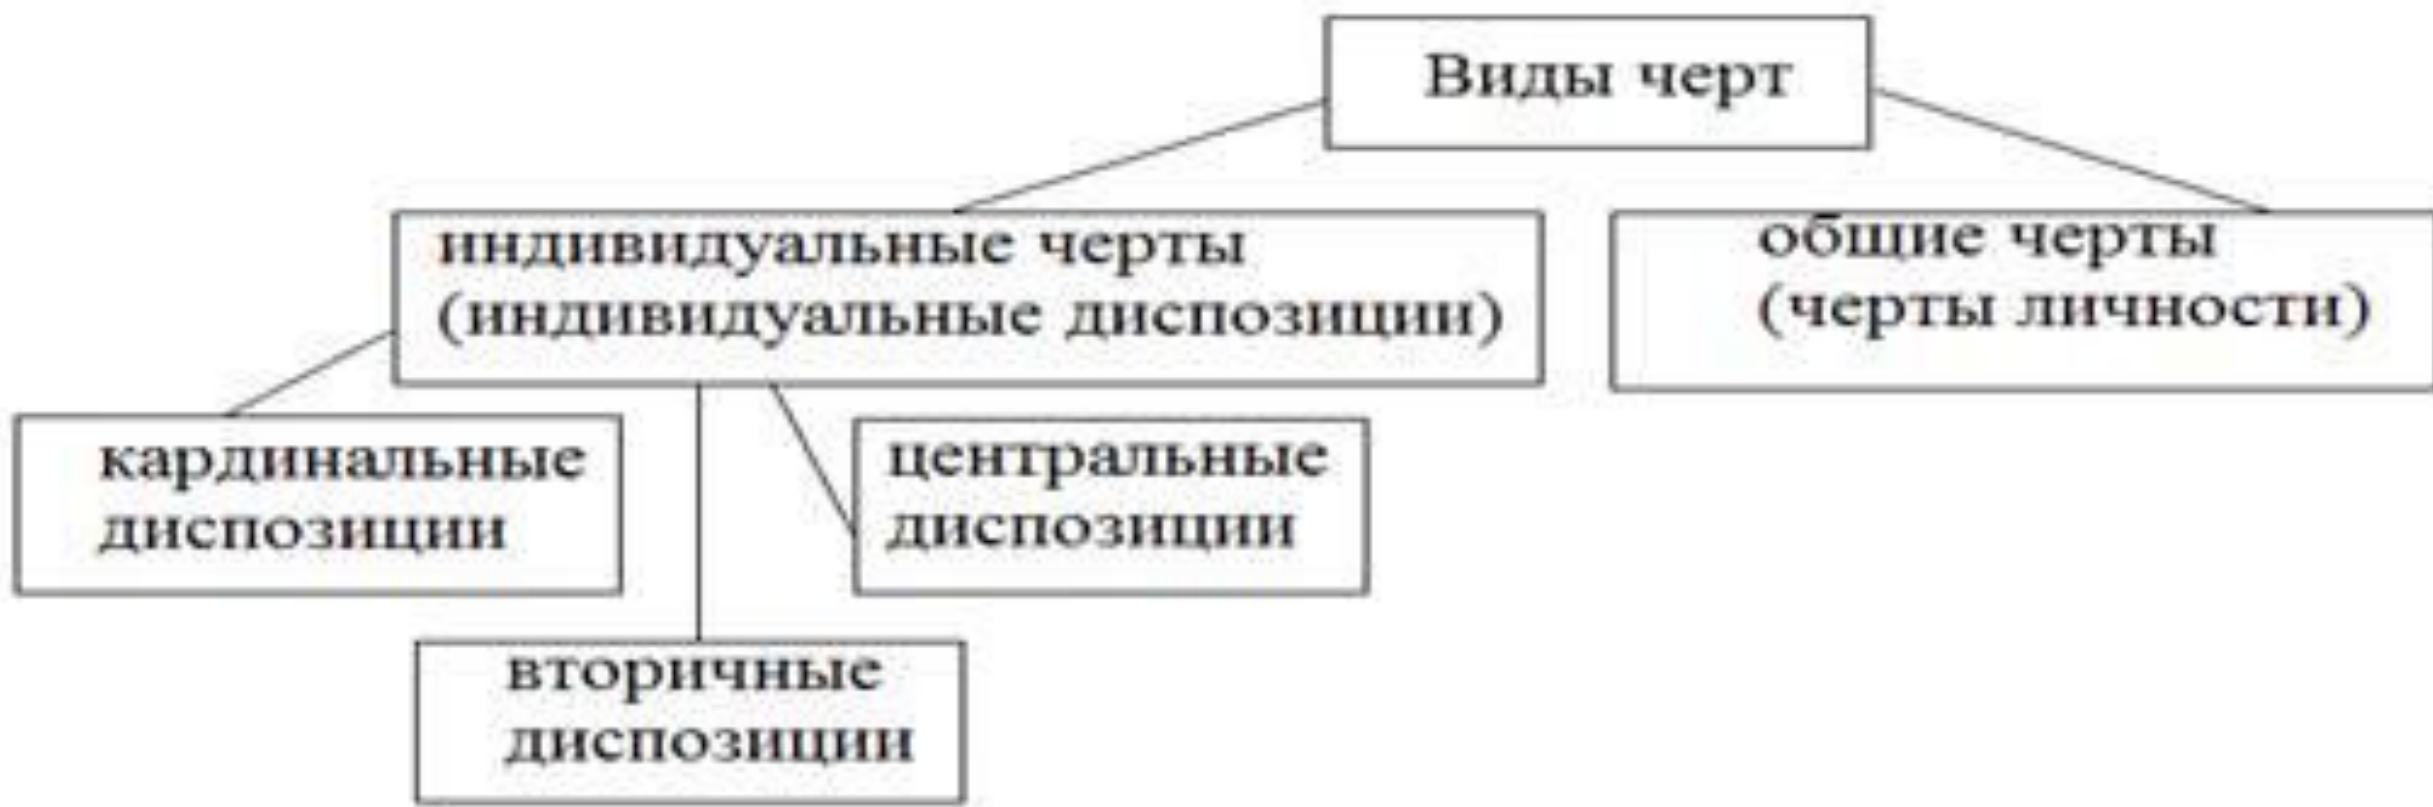 Виды черт
индивидуальные черты
(индивидуальные диспозиции)
общие черты
(черты личности)
кардинальные
диспозиции
центральные
диспозиции
вторичные
диспозиции